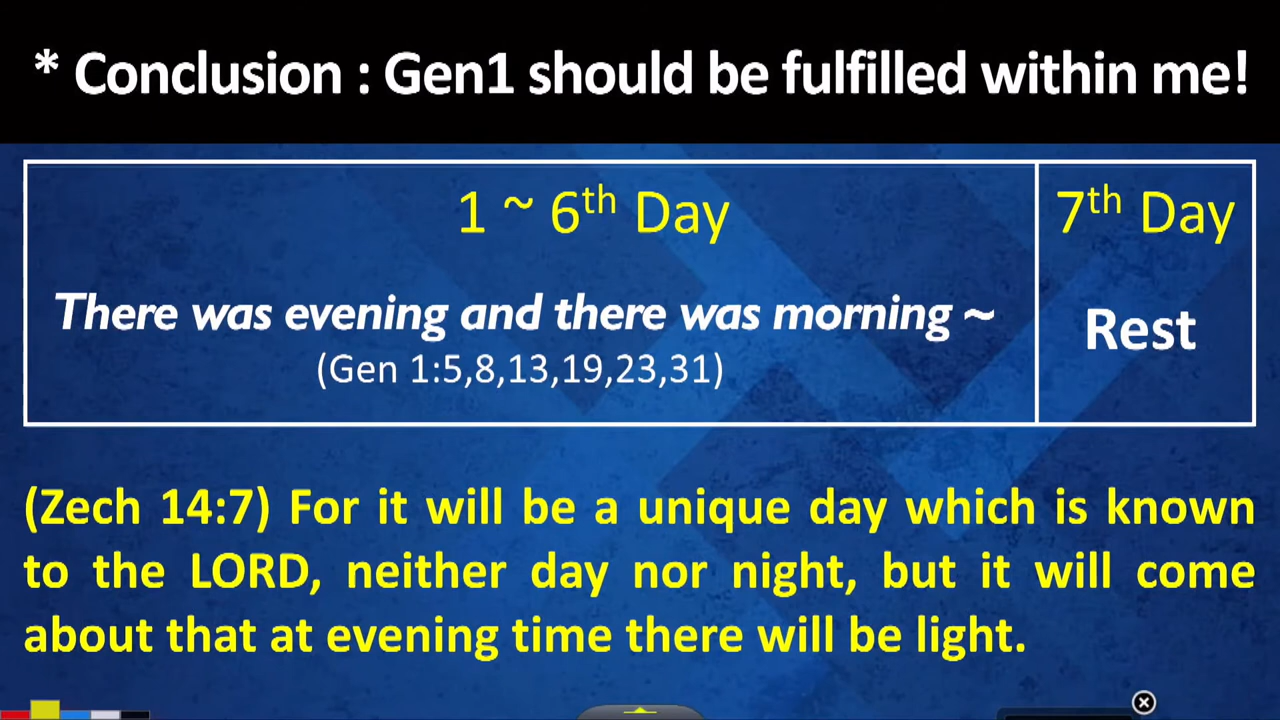 * Conclusion : Gen1 should be fulfilled within me!
1 ~ 6th Day
7th Day
There was evening and there was morning ~
(Gen 1:5,8,13,19,23,31)
Rest
(Zech 14:7) For it will be a unique day which is known
to the LORD, neither day nor night, but it will come
about that at evening time there will be light.